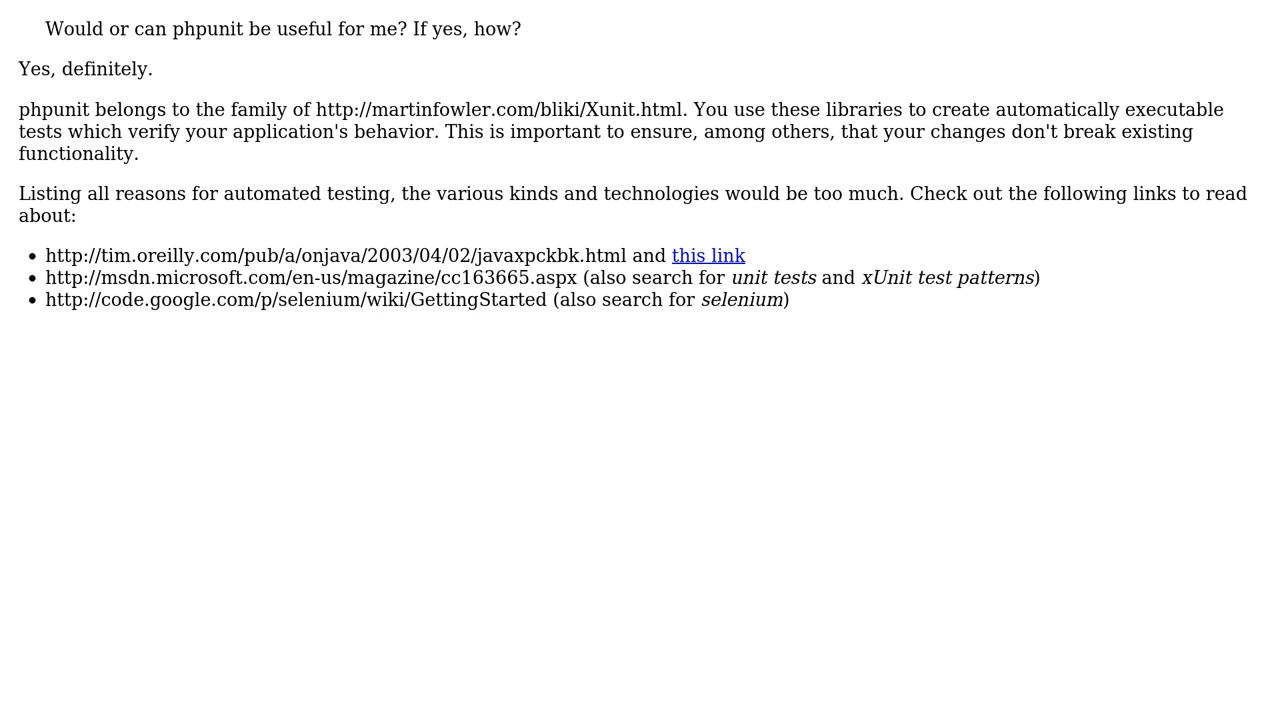 Would or can phpunit be useful for me? If yes, how?
Yes, definitely.
phpunit belongs to the family of http://martinfowler.com/bliki/Xunit.html. You use these libraries to create automatically executable
tests which verify your application's behavior. This is important to ensure, among others, that your changes don't break existing
functionality.
Listing all reasons for automated testing, the various kinds and technologies would be too much. Check out the following links to read
about:
• http://tim.oreilly.com/pub/a/onjava/2003/04/02/javaxpckbk.html and this link
• http://msdn.microsoft.com/en-us/magazine/cc163665.aspx (also search for unit tests and xUnit test patterns)
• http://code.google.com/p/selenium/wiki/GettingStarted (also search for selenium)